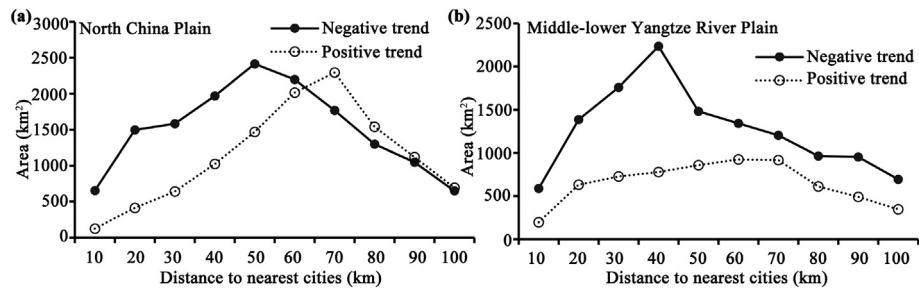 (a)
North China Plain
Negative trend
Positive trend
3000
2500
2000
1500
1000
500
0
Area (km²)
10 20 30 40 50 60 70 80 90 100
Distance to nearest cities (km)
(b)
Middle-lower Yangtze River Plain
Negative trend
Positive trend
2500
2000
1500
1000
500
0
Area (km²)
10 20 30 40 50 60 70 80 90 100
Distance to nearest cities (km)